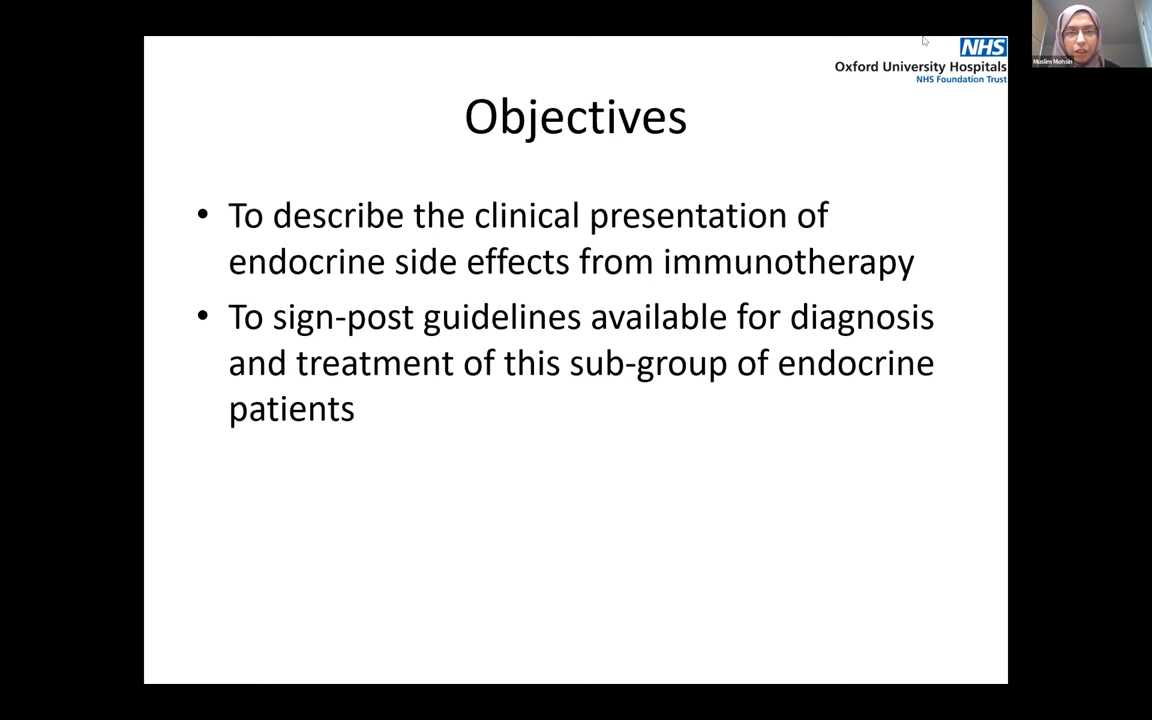 NHS
Oxford University Hospitals
NHS Foundation Trust
Muslim Mohsin
Objectives
• To describe the clinical presentation of
endocrine side effects from immunotherapy
• To sign-post guidelines available for diagnosis
and treatment of this sub-group of endocrine
patients